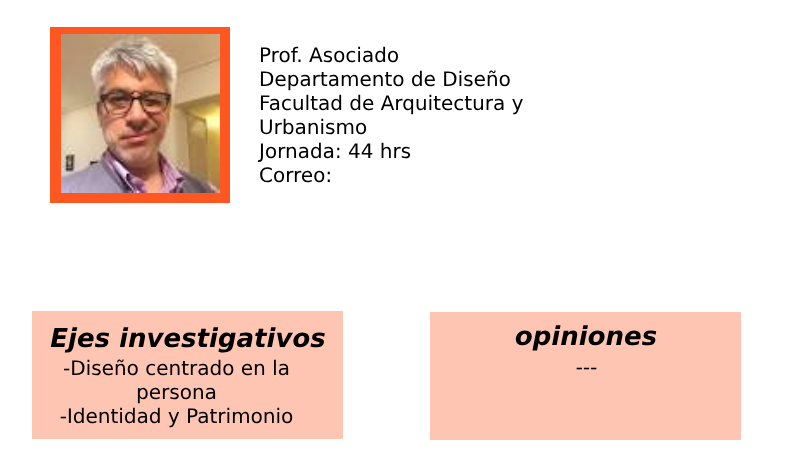 Prof. Asociado
Departamento de Diseño
Facultad de Arquitectura y
Urbanismo
Jornada: 44 hrs
Correo:
Ejes investigativos
-Diseño centrado en la
persona
-Identidad y Patrimonio
opiniones
---